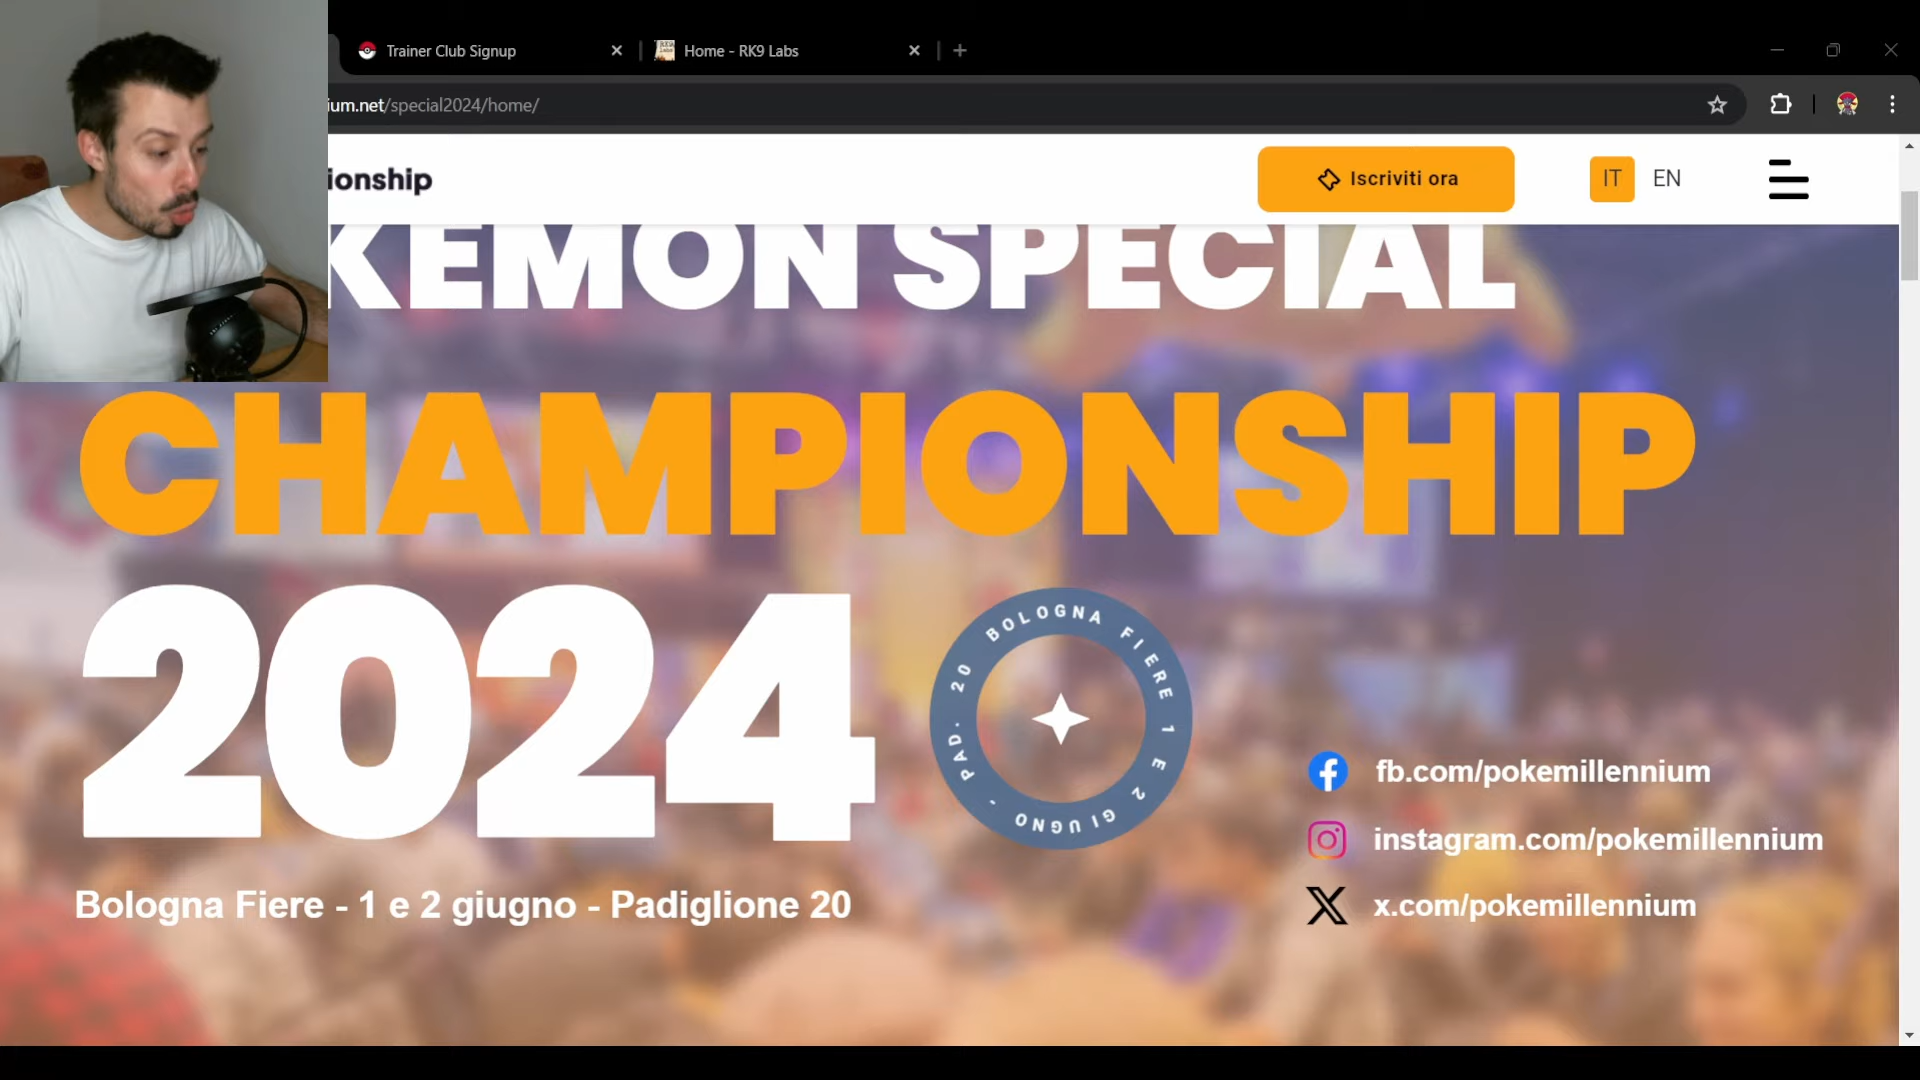 Trainer Club Signup
Home - RK9 Labs
ium.net/special2024/home/
ionship
Iscriviti ora
IT EN
KEMON SPECIAL
CHAMPIONSHIP
2024
BOLOGNA FIERE 1 E 2 GIUGNO - PAD. 20
fb.com/pokemillennium
instagram.com/pokemillennium
x.com/pokemillennium
Bologna Fiere - 1 e 2 giugno - Padiglione 20